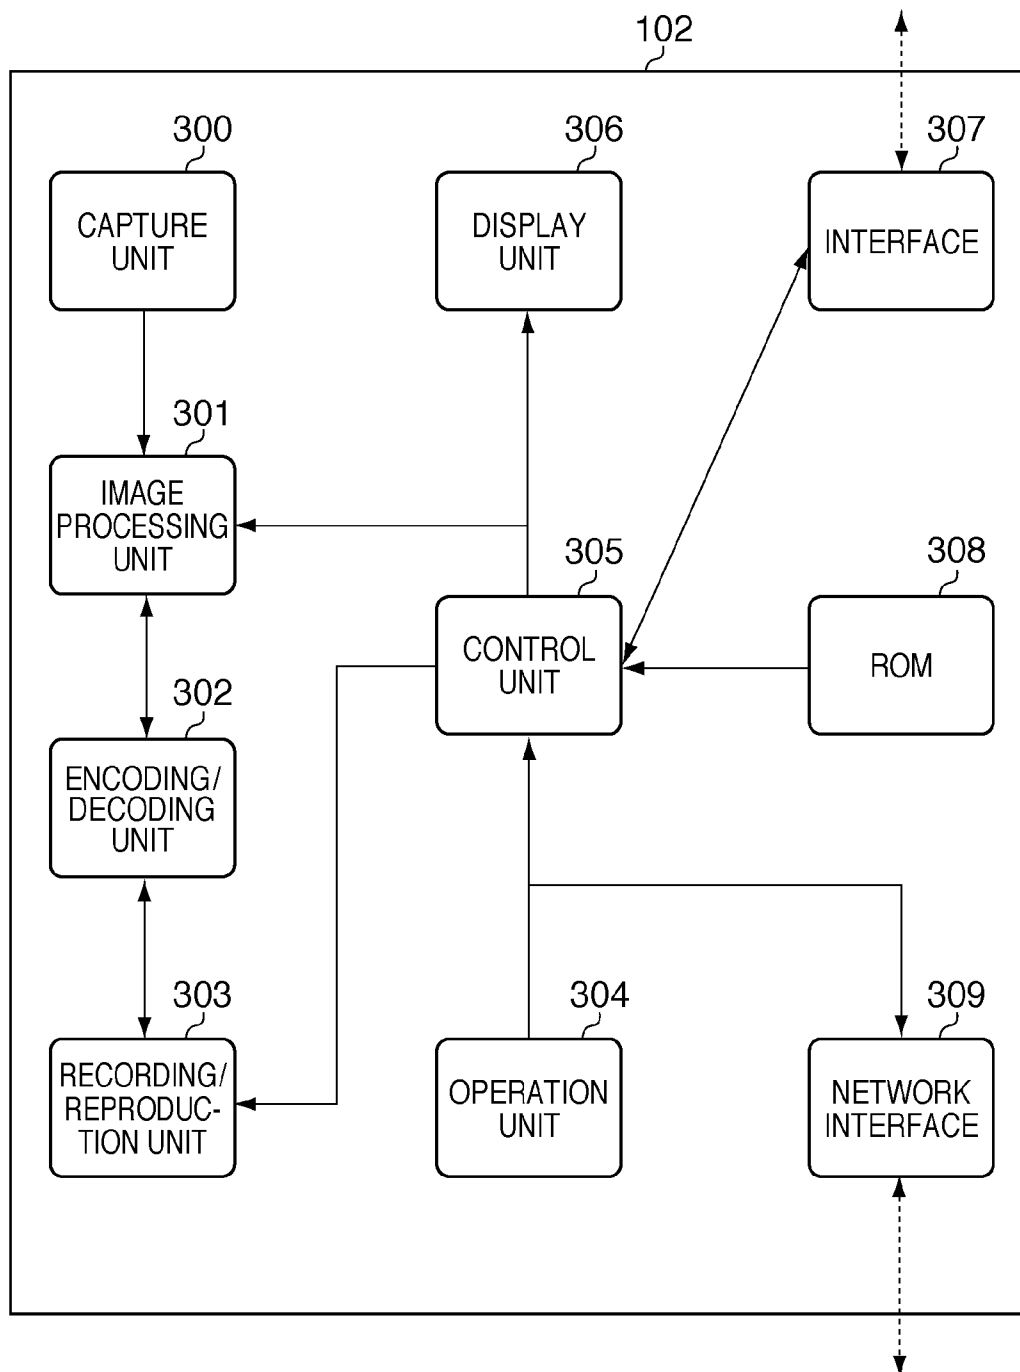 102
300
306
307
CAPTURE
UNIT
DISPLAY
UNIT
INTERFACE
301
IMAGE
PROCESSING
UNIT
305
308
CONTROL
UNIT
ROM
302
ENCODING/
DECODING
UNIT
303
304
309
RECORDING/
REPRODUC-
TION UNIT
OPERATION
UNIT
NETWORK
INTERFACE